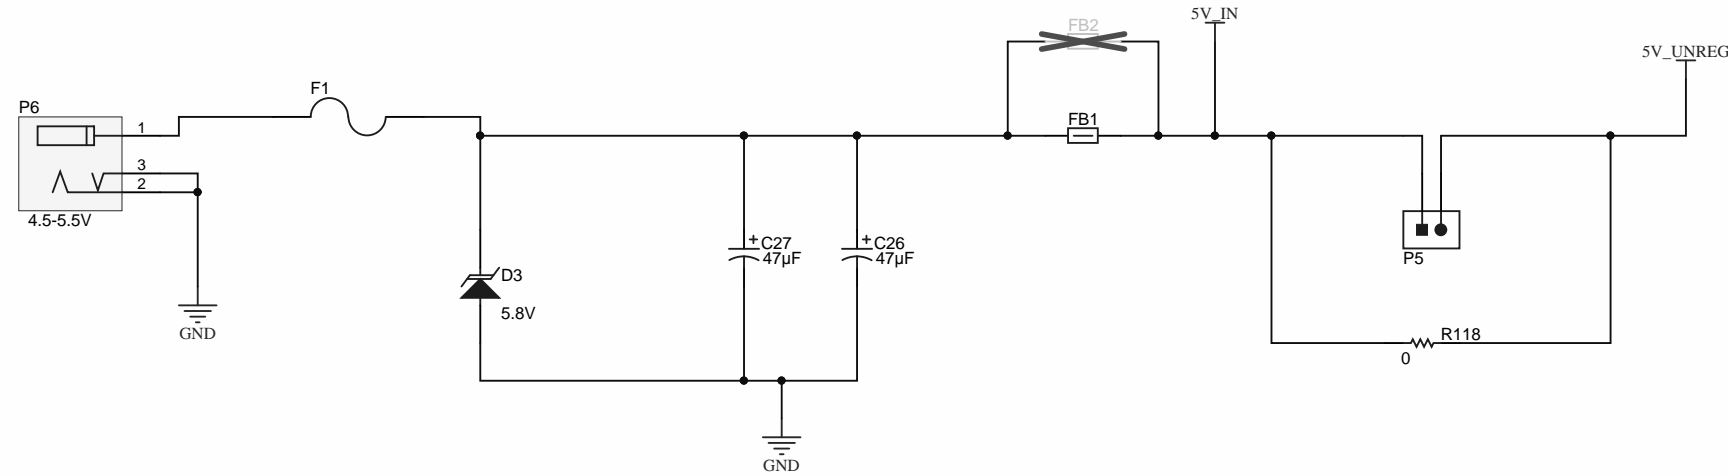 FB2
5V_IN
5V_UNREG
F1
P6
FB1
1
3
2
4.5-5.5V
+
C27
47µF
+
C26
47µF
P5
D3
5.8V
GND
R118
0
GND